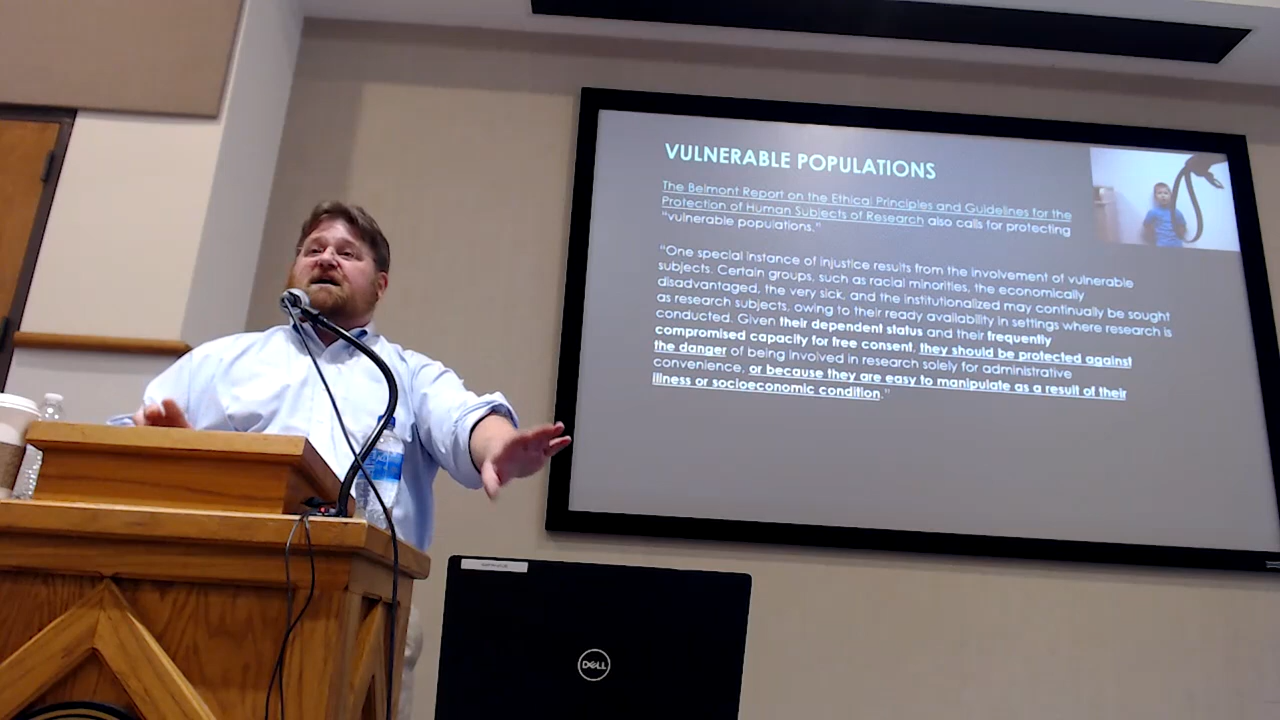 VULNERABLE POPULATIONS
The Belmont Report on the Ethical Principles and Guidelines for the
Protection of Human Subjects of Research also calls for protecting
"vulnerable populations."
"One special instance of injustice results from the involvement of vulnerable
subjects. Certain groups, such as racial minorities, the economically
disadvantaged, the very sick, and the institutionalized may continually be sought
as research subjects, owing to their ready availability in settings where research is
conducted. Given their dependent status and their frequently
compromised capacity for free consent, they should be protected against
the danger of being involved in research solely for administrative
convenience, or because they are easy to manipulate as a result of their
illness or socioeconomic condition."
DELL